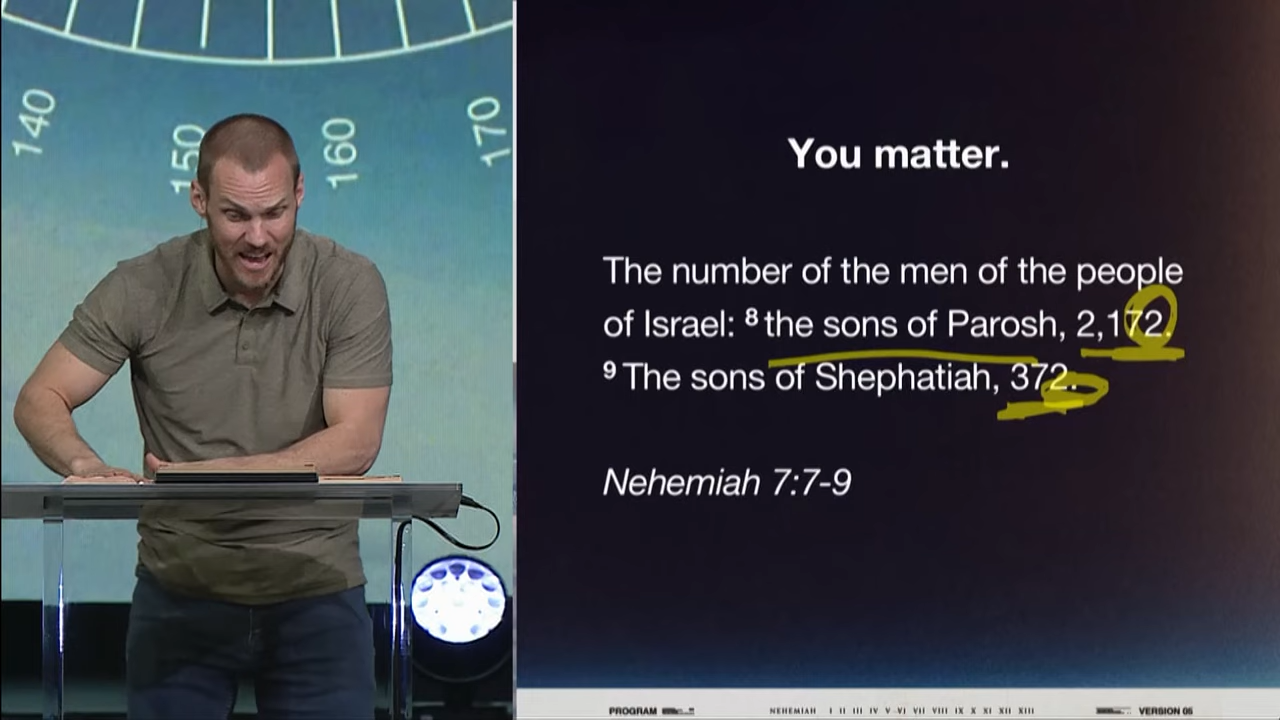 140
150
160
170
You matter.
The number of the men of the people
of Israel: 8 the sons of Parosh, 2,172.
9 The sons of Shephatiah, 372.
Nehemiah 7:7-9
PROGRAM
NEHEMIAH I II III IV V VI VII VIII IX X XI XII XIII
VERSION 05